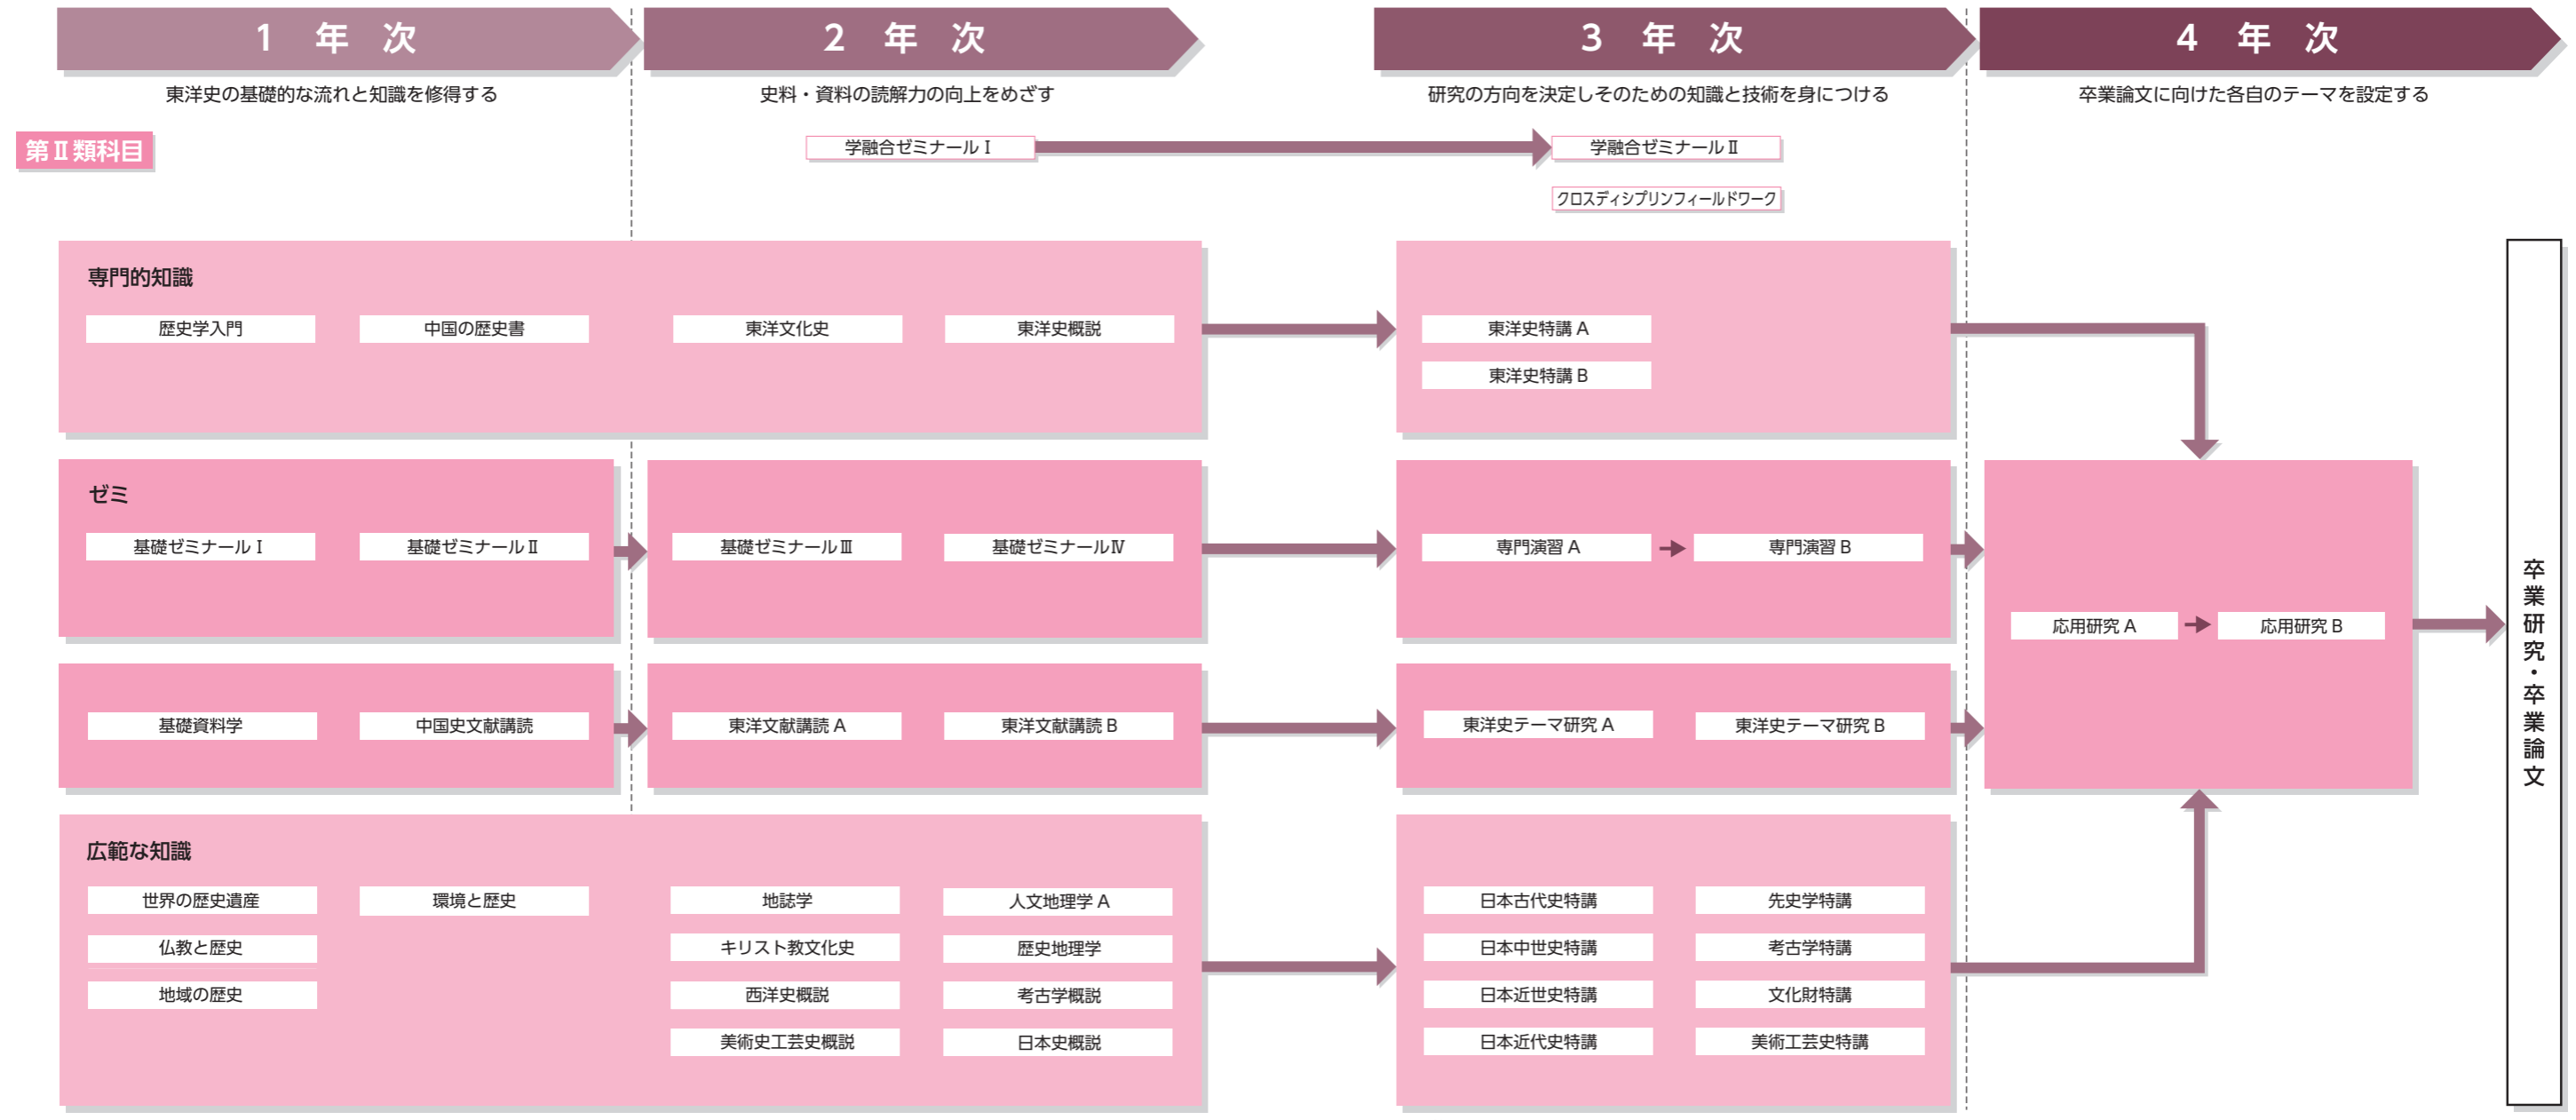 1 年 次
2 年 次
3 年 次
4 年 次
東洋史の基礎的な流れと知識を修得する
史料・資料の読解力の向上をめざす
研究の方向を決定しそのための知識と技術を身につける
卒業論文に向けた各自のテーマを設定する
第Ⅱ類科目
学融合ゼミナールⅠ
学融合ゼミナールⅡ
クロスディシプリンフィールドワーク
専門的知識
歴史学入門
中国の歴史書
東洋文化史
東洋史概説
東洋史特講 A
東洋史特講 B
ゼミ
基礎ゼミナールⅠ
基礎ゼミナールⅡ
基礎ゼミナールⅢ
基礎ゼミナールⅣ
専門演習 A
専門演習 B
応用研究 A
応用研究 B
卒業研究・卒業論文
基礎資料学
中国史文献講読
東洋文献講読 A
東洋文献講読 B
東洋史テーマ研究 A
東洋史テーマ研究 B
広範な知識
世界の歴史遺産
環境と歴史
地誌学
人文地理学 A
日本古代史特講
先史学特講
仏教と歴史
キリスト教文化史
歴史地理学
日本中世史特講
考古学特講
地域の歴史
西洋史概説
考古学概説
日本近世史特講
文化財特講
美術史工芸史概説
日本史概説
日本近代史特講
美術工芸史特講